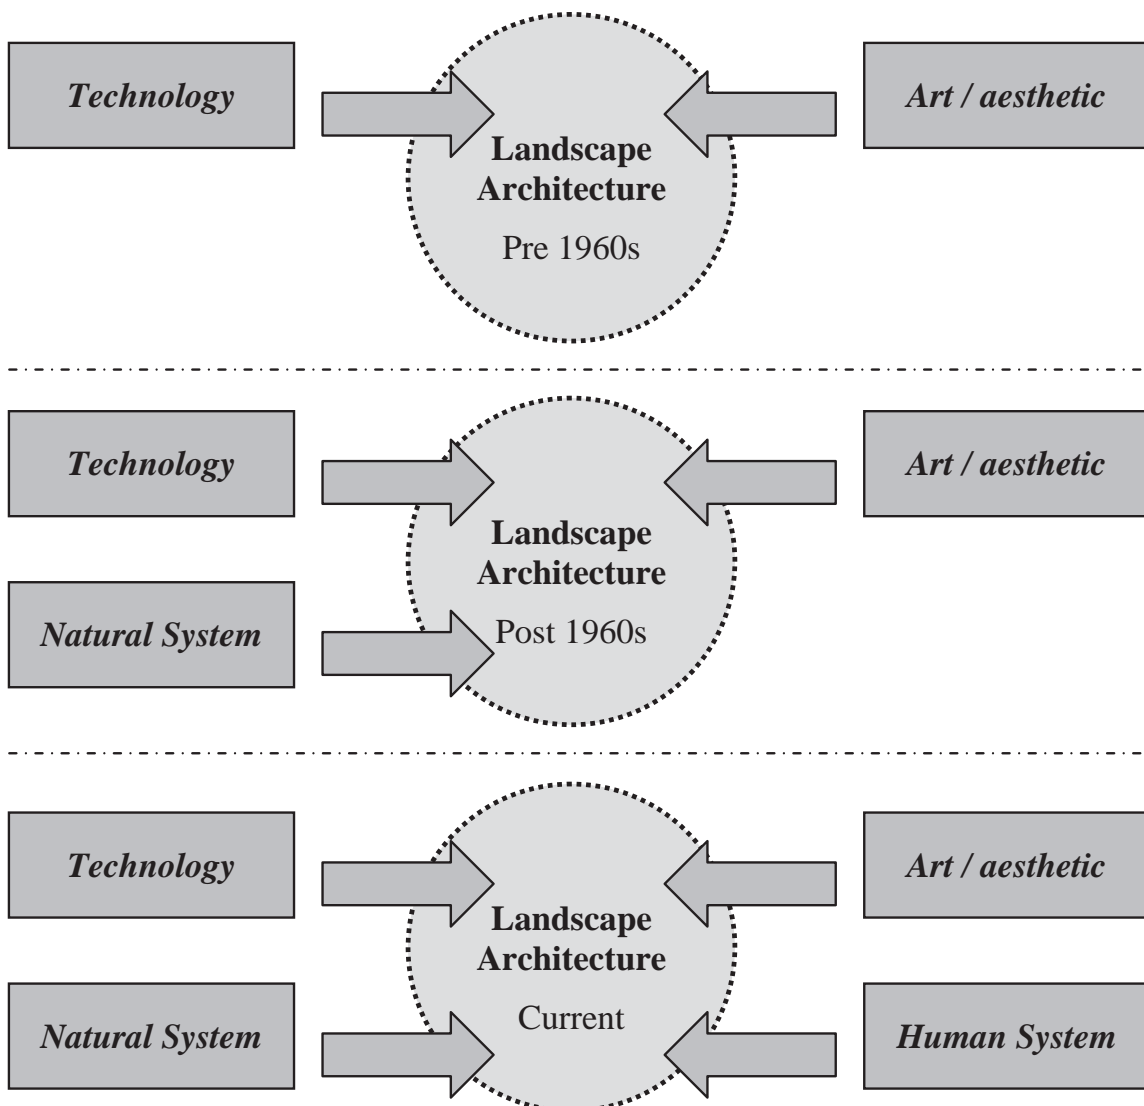 Technology
Art / aesthetic
Landscape
Architecture
Pre 1960s
Technology
Art / aesthetic
Landscape
Architecture
Natural System
Post 1960s
Technology
Art / aesthetic
Landscape
Architecture
Natural System
Current
Human System